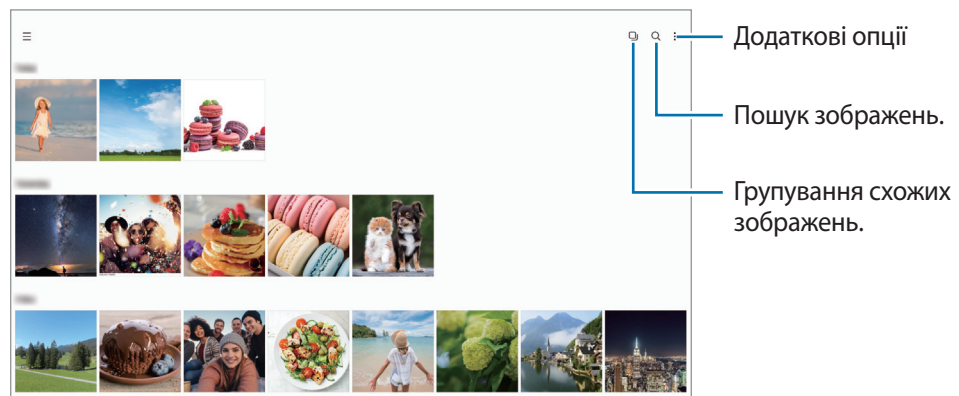 Додаткові опції
Пошук зображень.
Групування схожих
зображень.